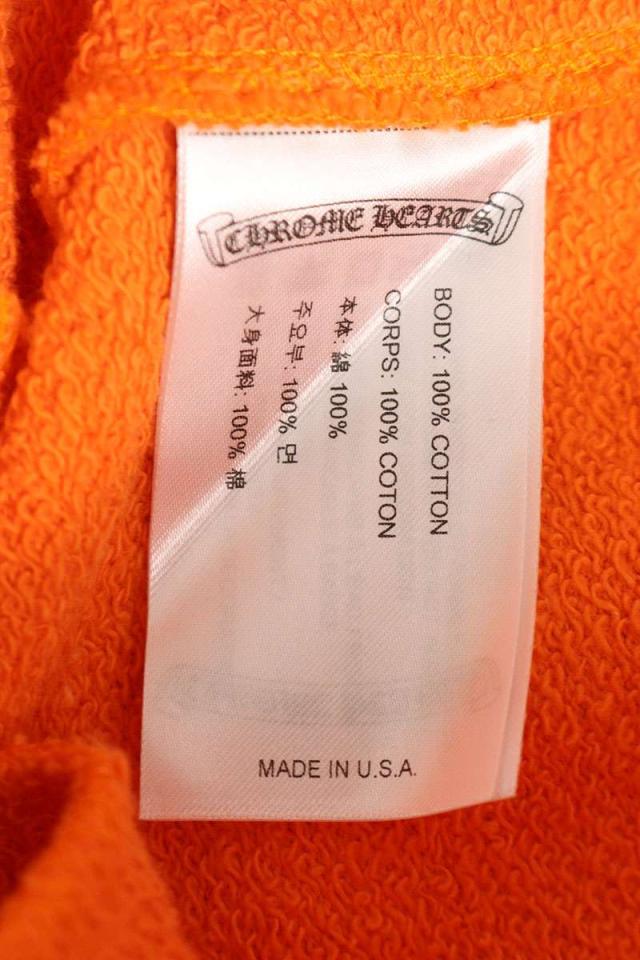 CHROME HEARTS
BODY: 100% COTTON
CORPS: 100% COTON
本体: 綿 100%
주요부: 100% 면
大身面料: 100% 棉
MADE IN U.S.A.